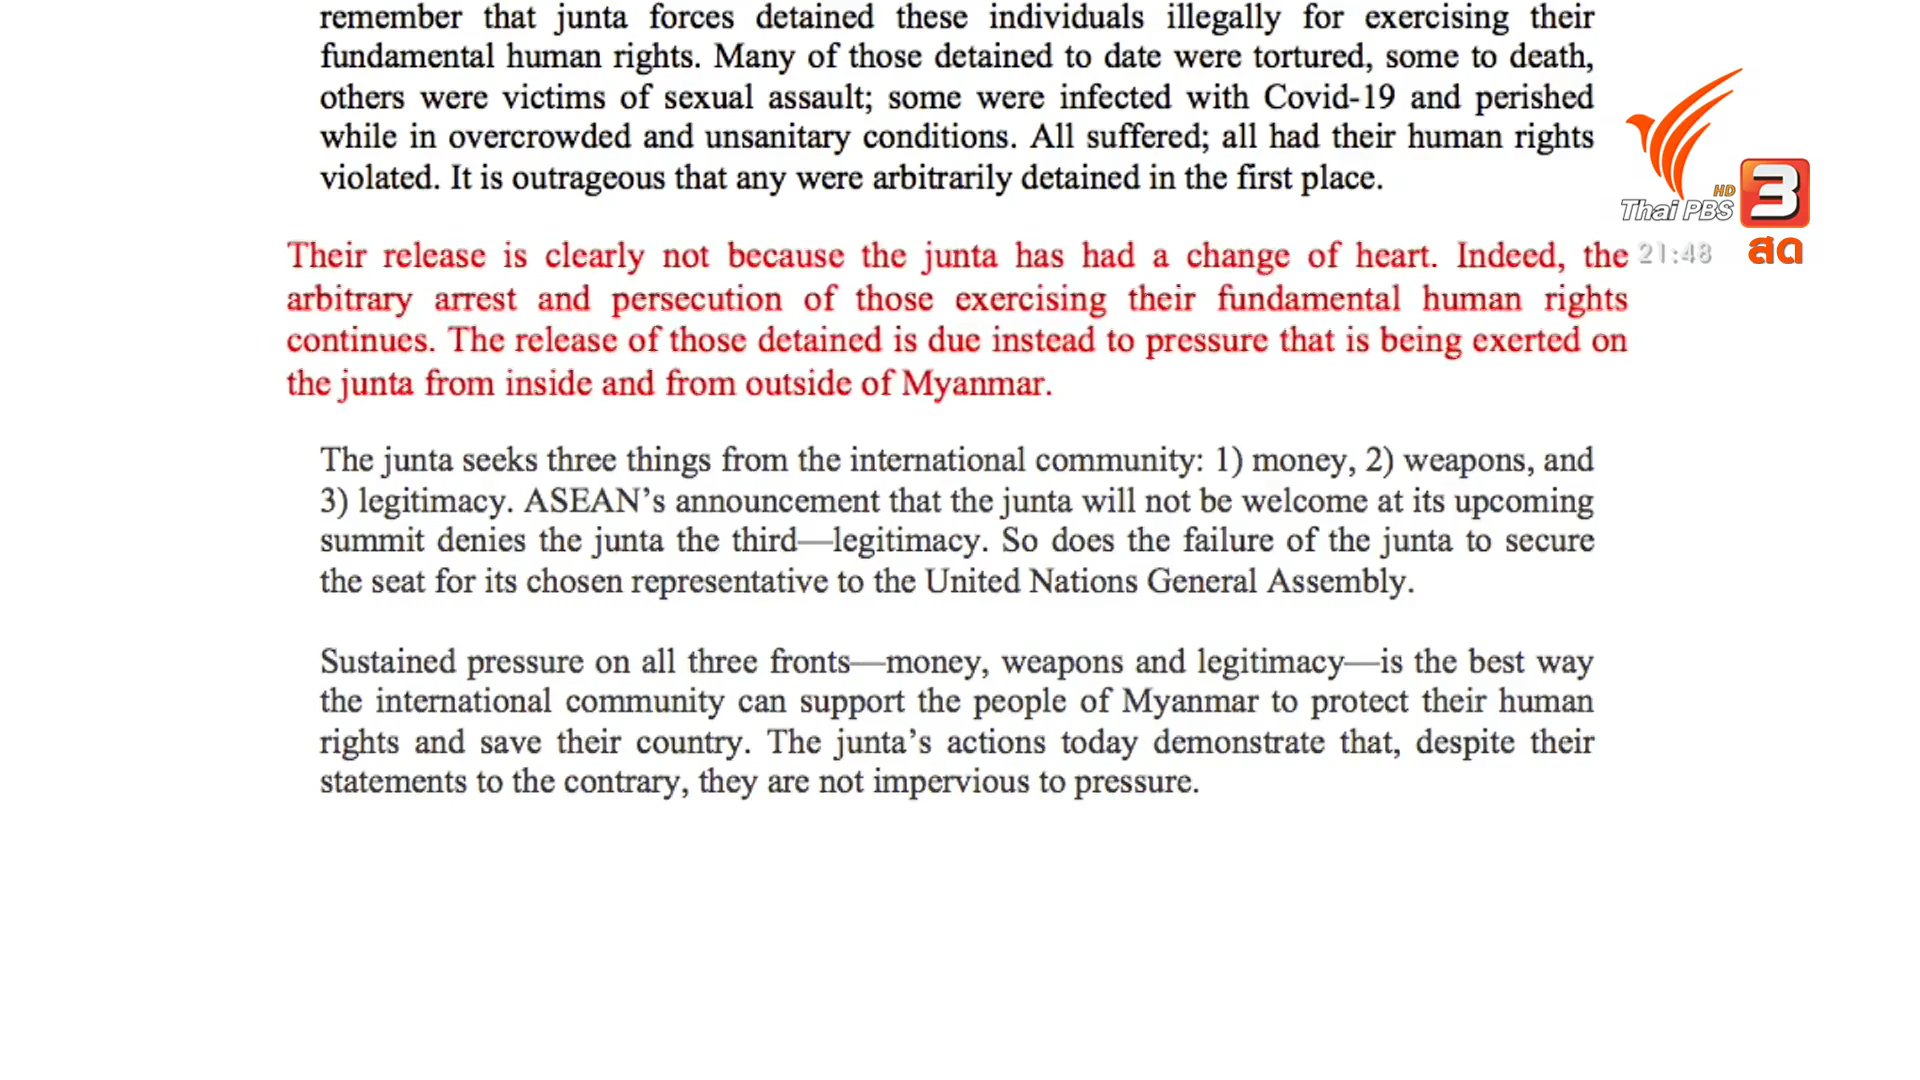 remember that junta forces detained these individuals illegally for exercising their
fundamental human rights. Many of those detained to date were tortured, some to death,
others were victims of sexual assault; some were infected with Covid-19 and perished
while in overcrowded and unsanitary conditions. All suffered; all had their human rights
violated. It is outrageous that any were arbitrarily detained in the first place.
HD
Thai PBS 3
21:48 สด
Their release is clearly not because the junta has had a change of heart. Indeed, the
arbitrary arrest and persecution of those exercising their fundamental human rights
continues. The release of those detained is due instead to pressure that is being exerted on
the junta from inside and from outside of Myanmar.
The junta seeks three things from the international community: 1) money, 2) weapons, and
3) legitimacy. ASEAN’s announcement that the junta will not be welcome at its upcoming
summit denies the junta the third—legitimacy. So does the failure of the junta to secure
the seat for its chosen representative to the United Nations General Assembly.
Sustained pressure on all three fronts—money, weapons and legitimacy—is the best way
the international community can support the people of Myanmar to protect their human
rights and save their country. The junta’s actions today demonstrate that, despite their
statements to the contrary, they are not impervious to pressure.